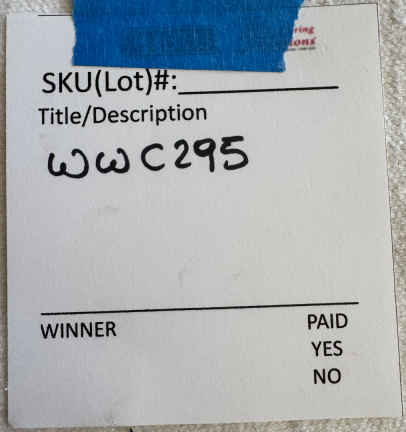 SKU(Lot)#:
Title/Description
WWC295
WINNER
PAID
YES
NO